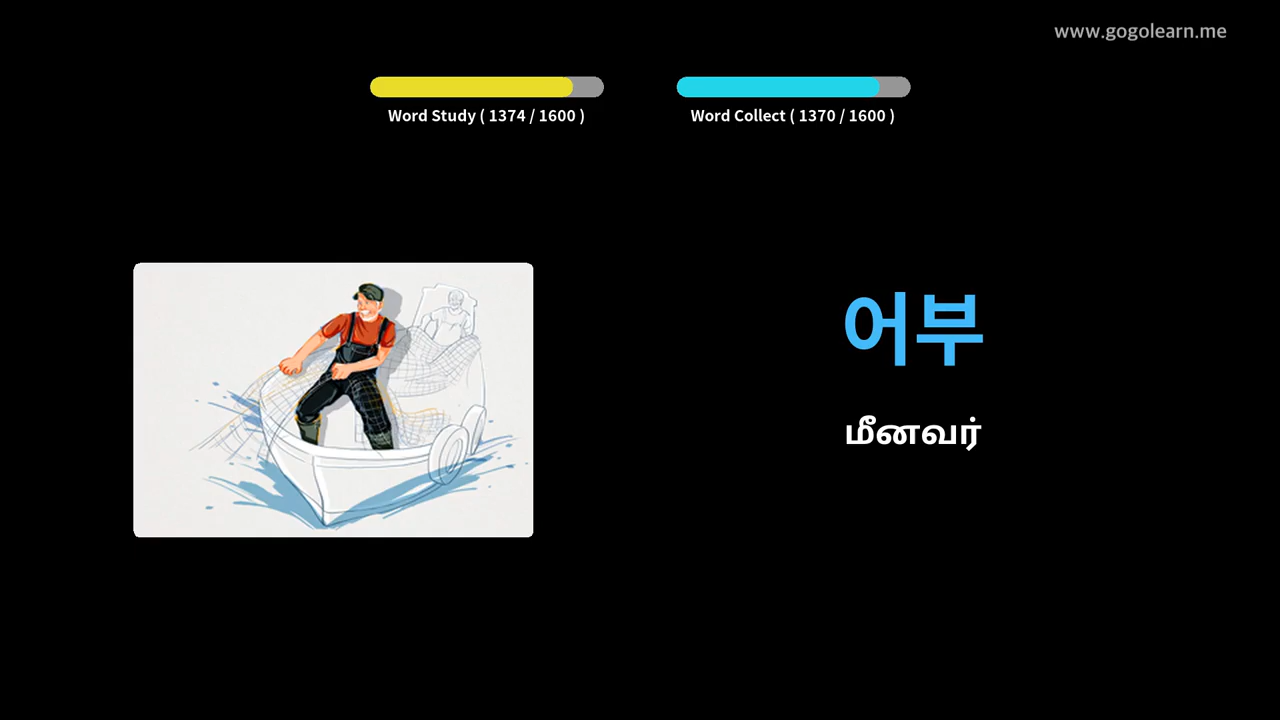 www.gogolearn.me
Word Study ( 1374 / 1600 )
Word Collect ( 1370 / 1600 )
어부
மீனவர்